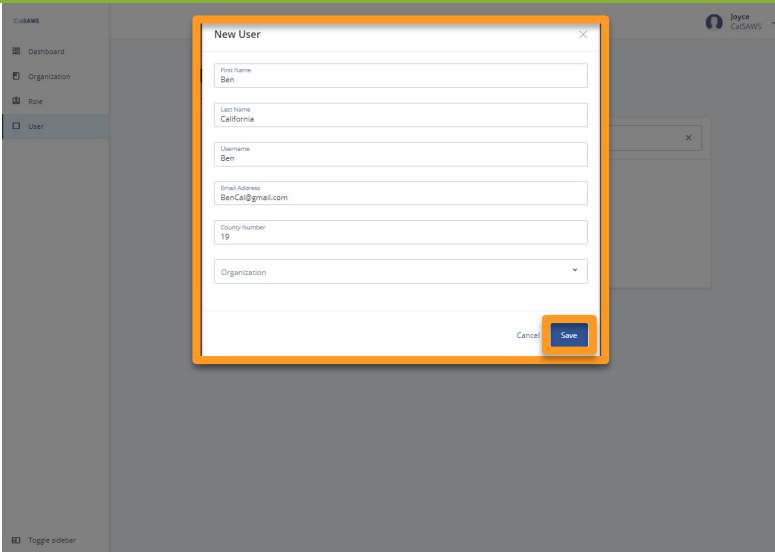 CalSAWS
Joyce
CalSAWS
Dashboard
Organization
Role
User
New User
First Name
Ben
Last Name
California
Username
Ben
Email Address
BenCal@gmail.com
County Number
19
Organization
Cancel
Save
Toggle sidebar